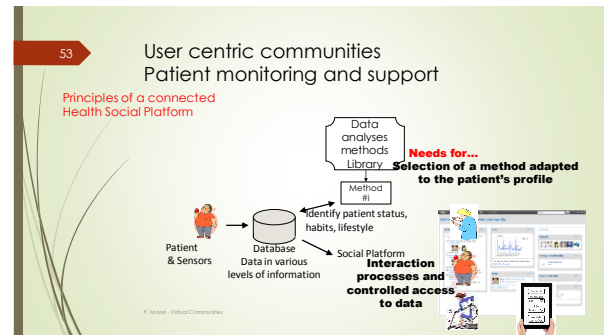 53
User centric communities
Patient monitoring and support
Principles of a connected
Health Social Platform
Data
analyses
methods
Library
Needs for...
Selection of a method adapted
to the patient's profile
Method
#i
Identify patient status,
habits, lifestyle
Patient
& Sensors
Database
Data in various
levels of information
Social Platform
Interaction
processes and
controlled access
to data
P. Maret - Virtual Communities